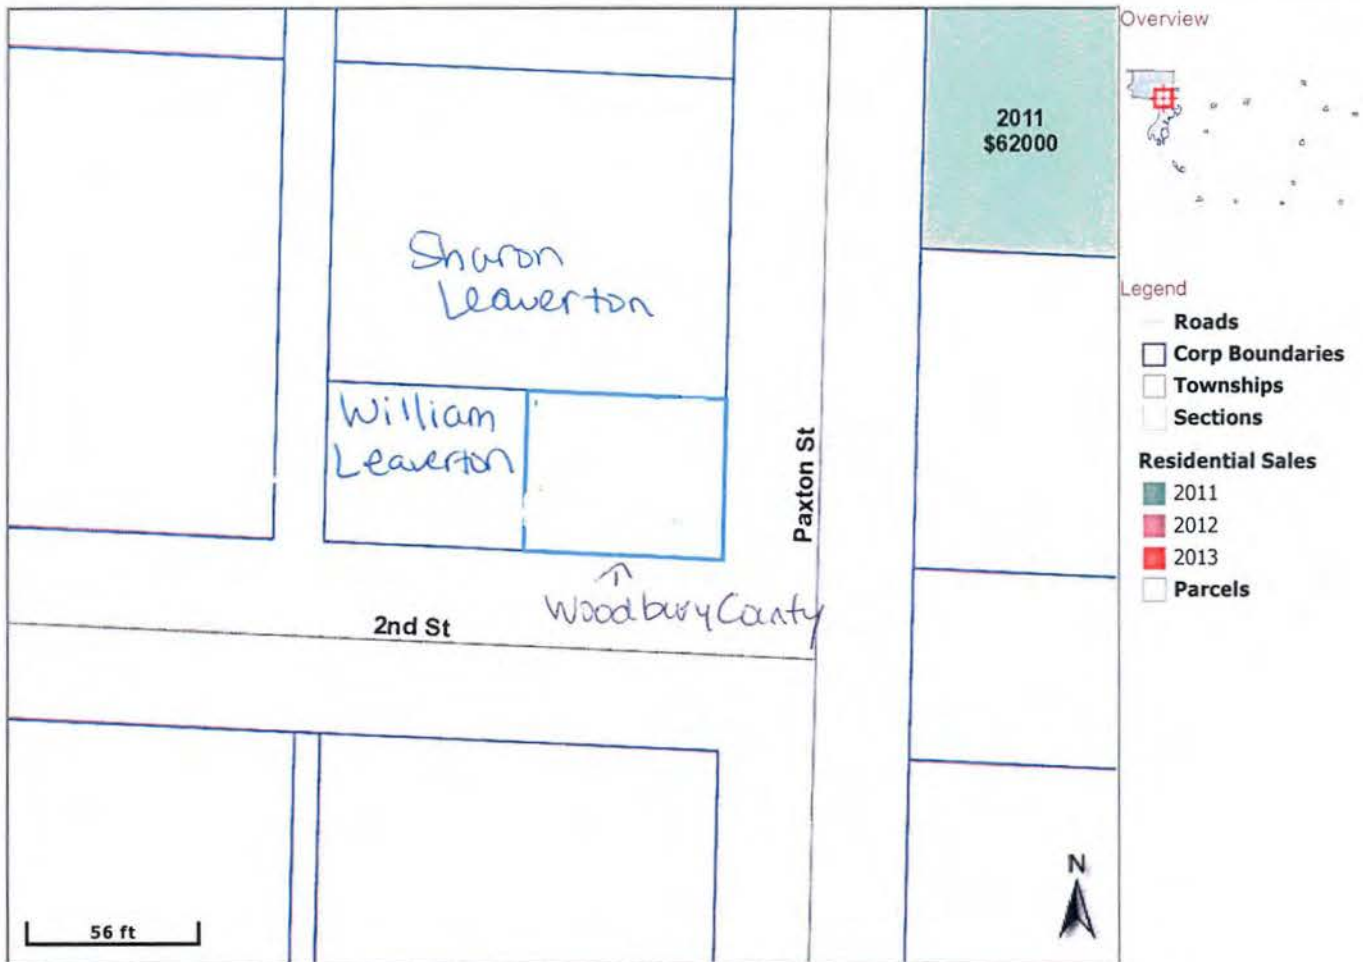 2011
$62000
Sharon
Leaverton
William
Leaverton
Paxton St
Woodbury County
2nd St
56 ft
N
Overview
Legend
Roads
Corp Boundaries
Townships
Sections
Residential Sales
2011
2012
2013
Parcels